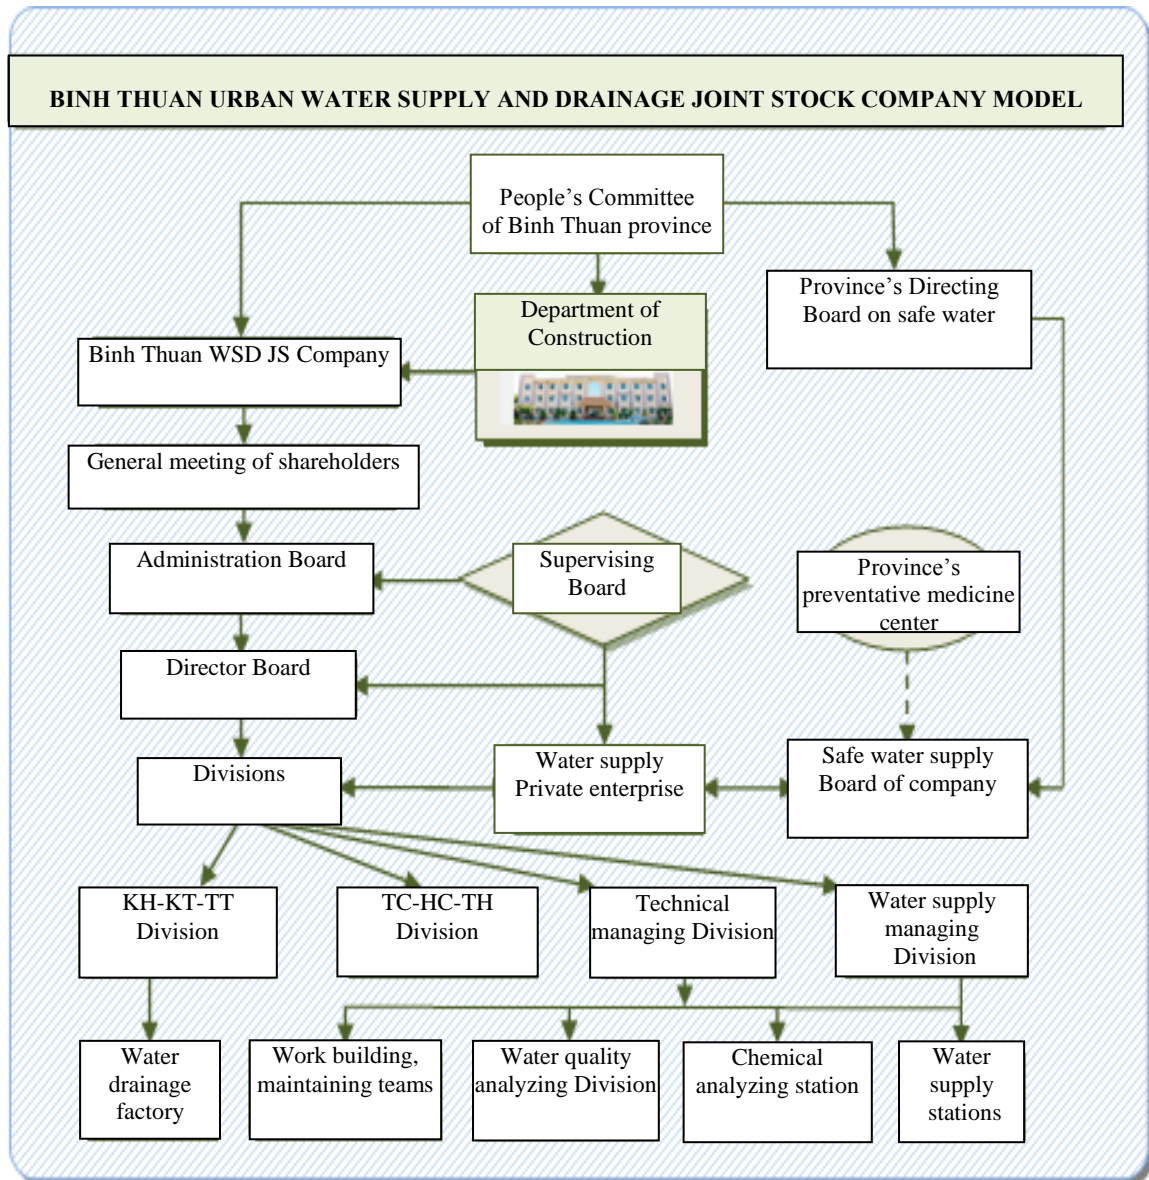 BINH THUAN URBAN WATER SUPPLY AND DRAINAGE JOINT STOCK COMPANY MODEL
People’s Committee
of Binh Thuan province
Province’s Directing
Board on safe water
Department of
Construction
Binh Thuan WSD JS Company
General meeting of shareholders
Administration Board
Supervising
Board
Province’s
preventative medicine
center
Director Board
Divisions
Water supply
Private enterprise
Safe water supply
Board of company
KH-KT-TT
Division
TC-HC-TH
Division
Technical
managing Division
Water supply
managing
Division
Water
drainage
factory
Work building,
maintaining teams
Water quality
analyzing Division
Chemical
analyzing station
Water
supply
stations